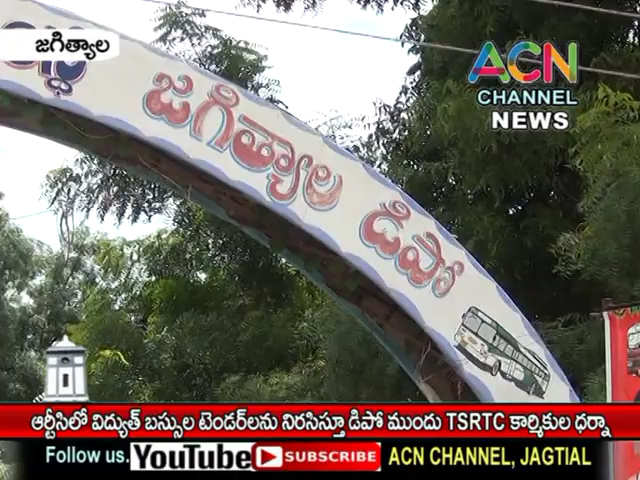 జగిత్యాల
ACN
CHANNEL
NEWS
జగిత్యాల డిపో
ఆర్టీసిలో విద్యుత్ బస్సుల టెండర్‌లను నిరసిస్తూ డిపో ముందు TSRTC కార్మికుల ధర్నా
Follow us. YouTube SUBSCRIBE ACN CHANNEL, JAGTIAL